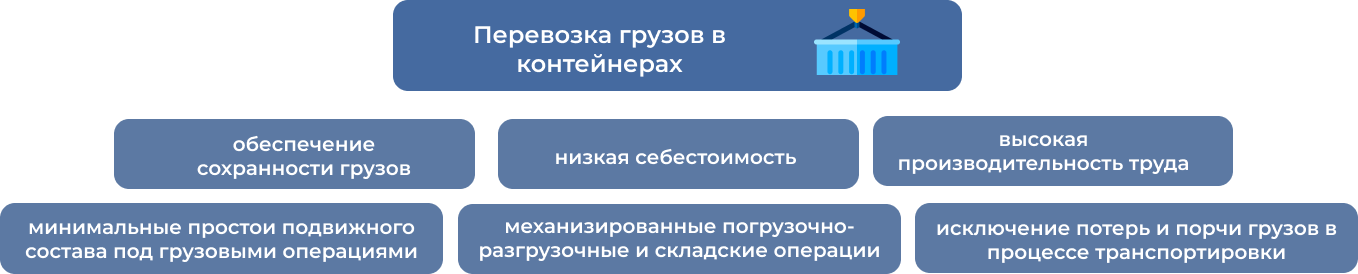 Перевозка грузов в
контейнерах
обеспечение
сохранности грузов
низкая себестоимость
высокая
производительность труда
минимальные простои подвижного
состава под грузовыми операциями
механизированные погрузочно-
разгрузочные и складские операции
исключение потерь и порчи грузов в
процессе транспортировки